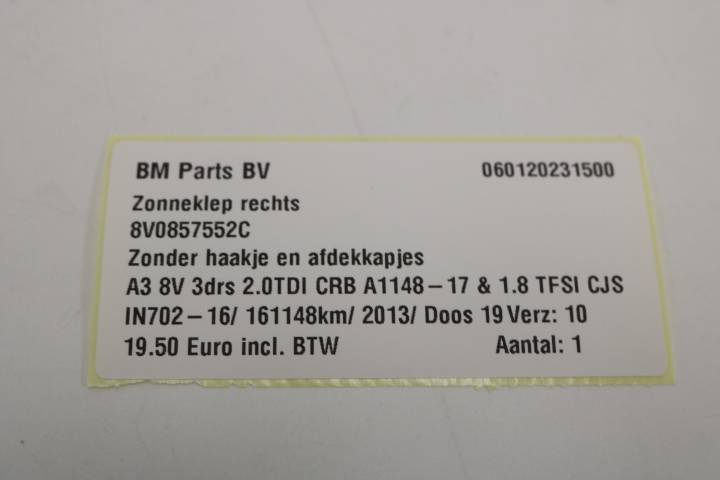 BM Parts BV 060120231500
Zonneklep rechts
8V0857552C
Zonder haakje en afdekkapjes
A3 8V 3drs 2.0TDI CRB A1148-17 & 1.8 TFSI CJS
IN702-16/ 161148km/ 2013/ Doos 19 Verz: 10
19.50 Euro incl. BTW Aantal: 1